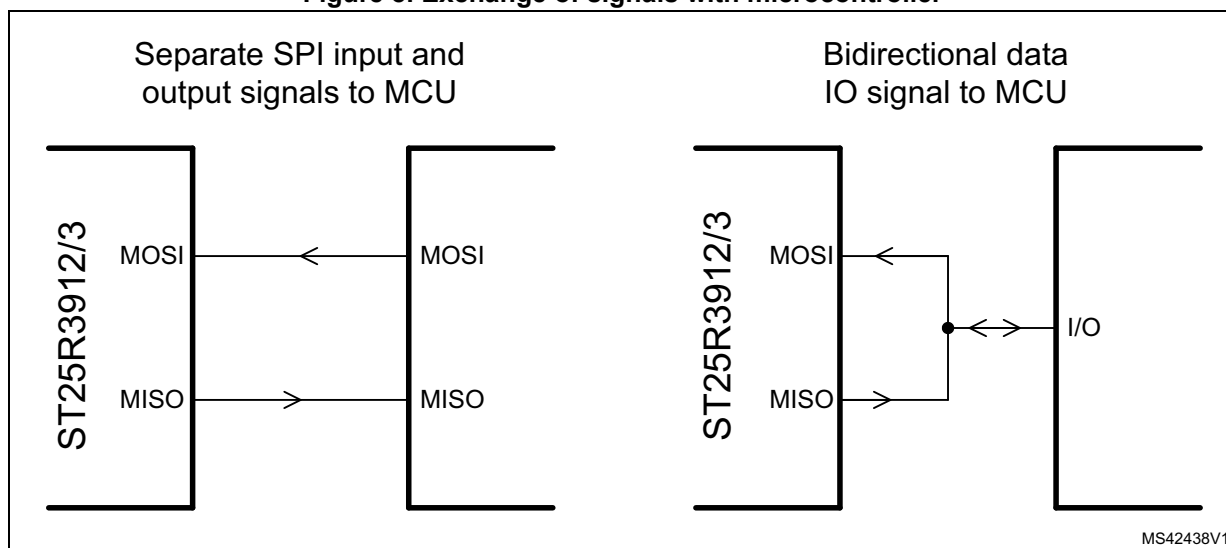 Figure Exchange of signals with microcontroller
Separate SPI input and
output signals to MCU
Bidirectional data
IO signal to MCU
ST25R3912/3
MOSI
MOSI
MISO
MISO
ST25R3912/3
MOSI
I/O
MISO
MS42438V1